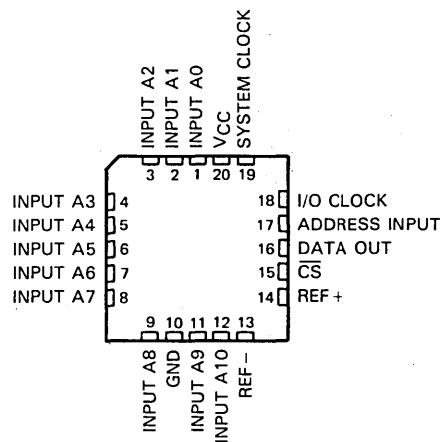 INPUT A2
INPUT A1
INPUT A0
VCC
SYSTEM CLOCK
3 2 1 20 19
INPUT A3 4
INPUT A4 5
INPUT A5 6
INPUT A6 7
INPUT A7 8
18 I/O CLOCK
17 ADDRESS INPUT
16 DATA OUT
15 C̅S̅
14 REF+
9 10 11 12 13
INPUT A8
GND
INPUT A9
INPUT A10
REF−